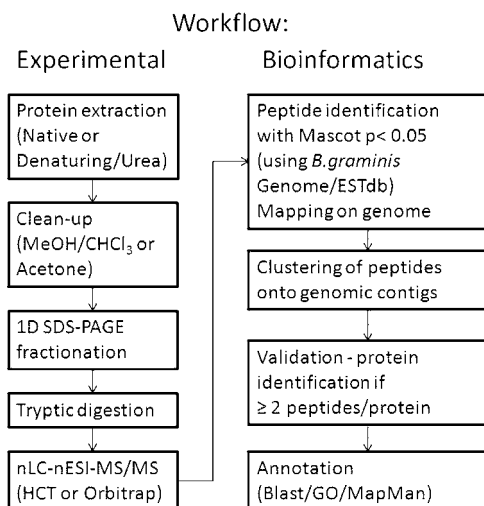 Workflow:
Experimental
Protein extraction
(Native or
Denaturing/Urea)
Clean-up
(MeOH/CHCl₃ or
Acetone)
1D SDS-PAGE
fractionation
Tryptic digestion
nLC-nESI-MS/MS
(HCT or Orbitrap)
Bioinformatics
Peptide identification
with Mascot p< 0.05
(using B.graminis
Genome/ESTdb)
Mapping on genome
Clustering of peptides
onto genomic contigs
Validation - protein
identification if
≥ 2 peptides/protein
Annotation
(Blast/GO/MapMan)